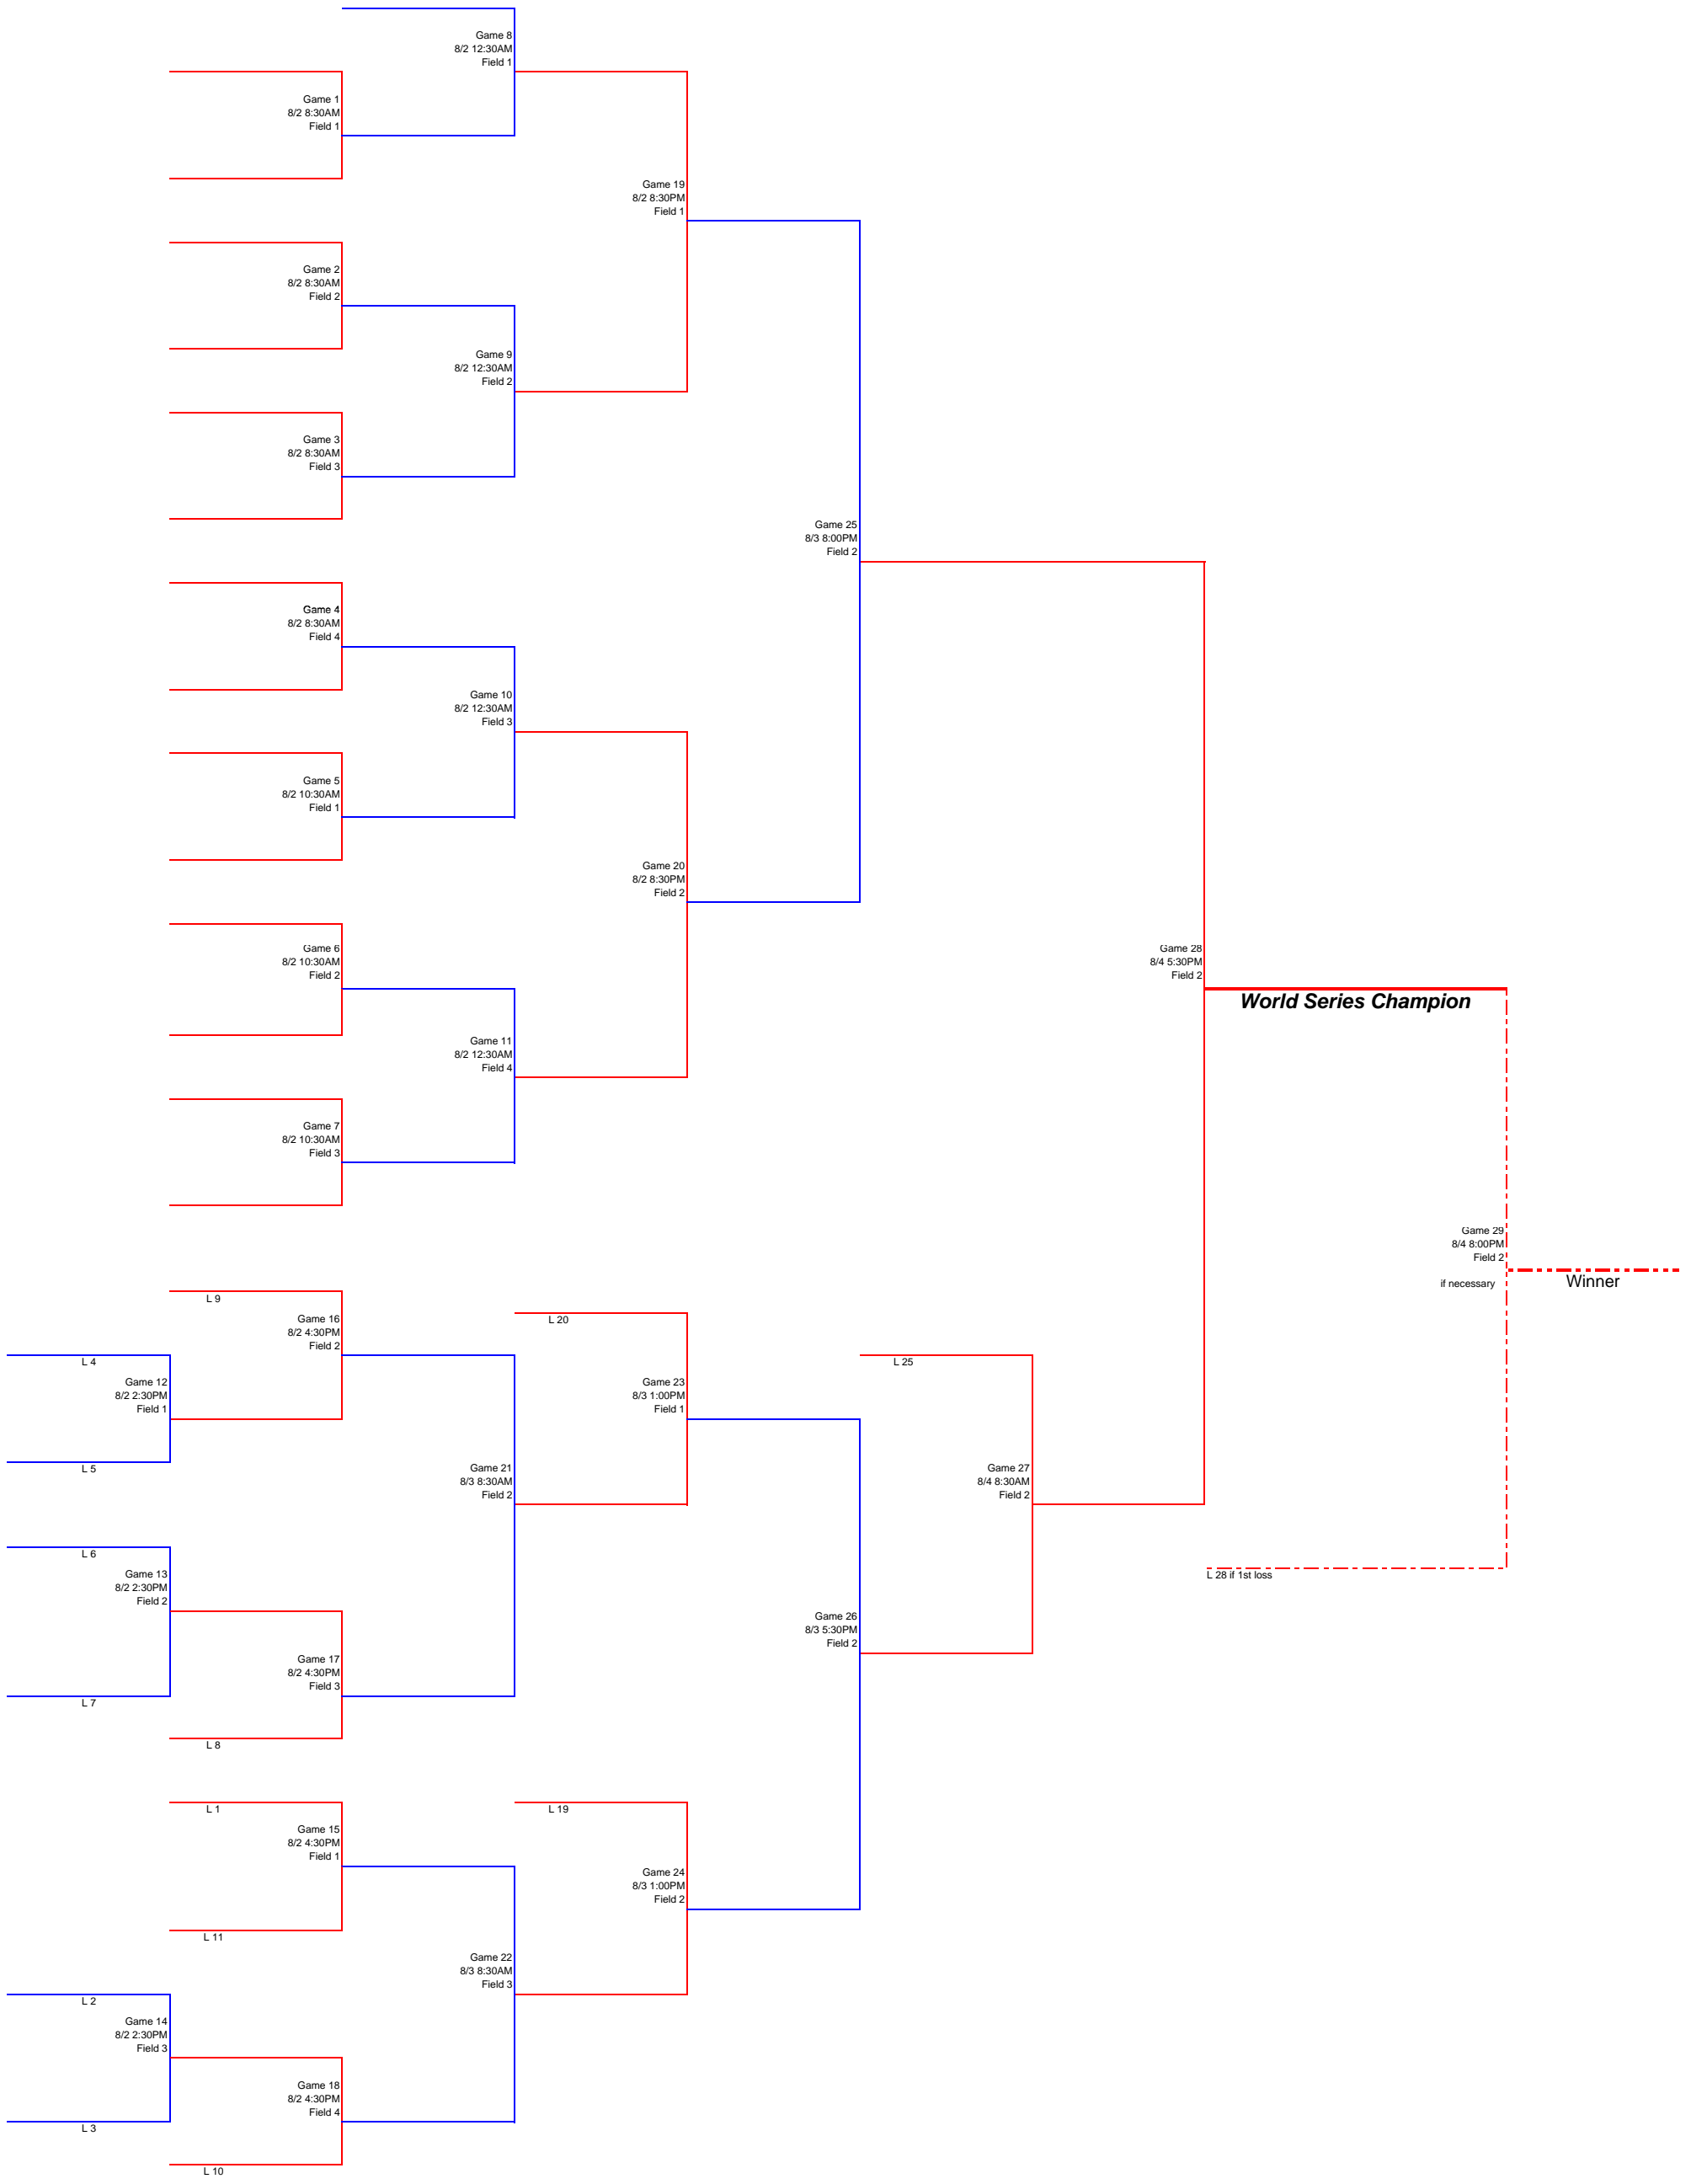 Game 8
8/2 12:30AM
Field 1
Game 1
8/2 8:30AM
Field 1
Game 19
8/2 8:30PM
Field 1
Game 2
8/2 8:30AM
Field 2
Game 9
8/2 12:30AM
Field 2
Game 3
8/2 8:30AM
Field 3
Game 25
8/3 8:00PM
Field 2
Game 4
8/2 8:30AM
Field 4
Game 10
8/2 12:30AM
Field 3
Game 5
8/2 10:30AM
Field 1
Game 20
8/2 8:30PM
Field 2
Game 6
8/2 10:30AM
Field 2
Game 28
8/4 5:30PM
Field 2
World Series Champion
Game 11
8/2 12:30AM
Field 4
Game 7
8/2 10:30AM
Field 3
Game 29
8/4 8:00PM
Field 2
if necessary
Winner
L 9
Game 16
8/2 4:30PM
Field 2
L 20
L 4
L 25
Game 12
8/2 2:30PM
Field 1
Game 23
8/3 1:00PM
Field 1
L 5
Game 21
8/3 8:30AM
Field 2
Game 27
8/4 8:30AM
Field 2
L 6
Game 13
8/2 2:30PM
Field 2
L 28 if 1st loss
Game 26
8/3 5:30PM
Field 2
Game 17
8/2 4:30PM
Field 3
L 7
L 8
L 1
L 19
Game 15
8/2 4:30PM
Field 1
Game 24
8/3 1:00PM
Field 2
L 11
Game 22
8/3 8:30AM
Field 3
L 2
Game 14
8/2 2:30PM
Field 3
Game 18
8/2 4:30PM
Field 4
L 3
L 10